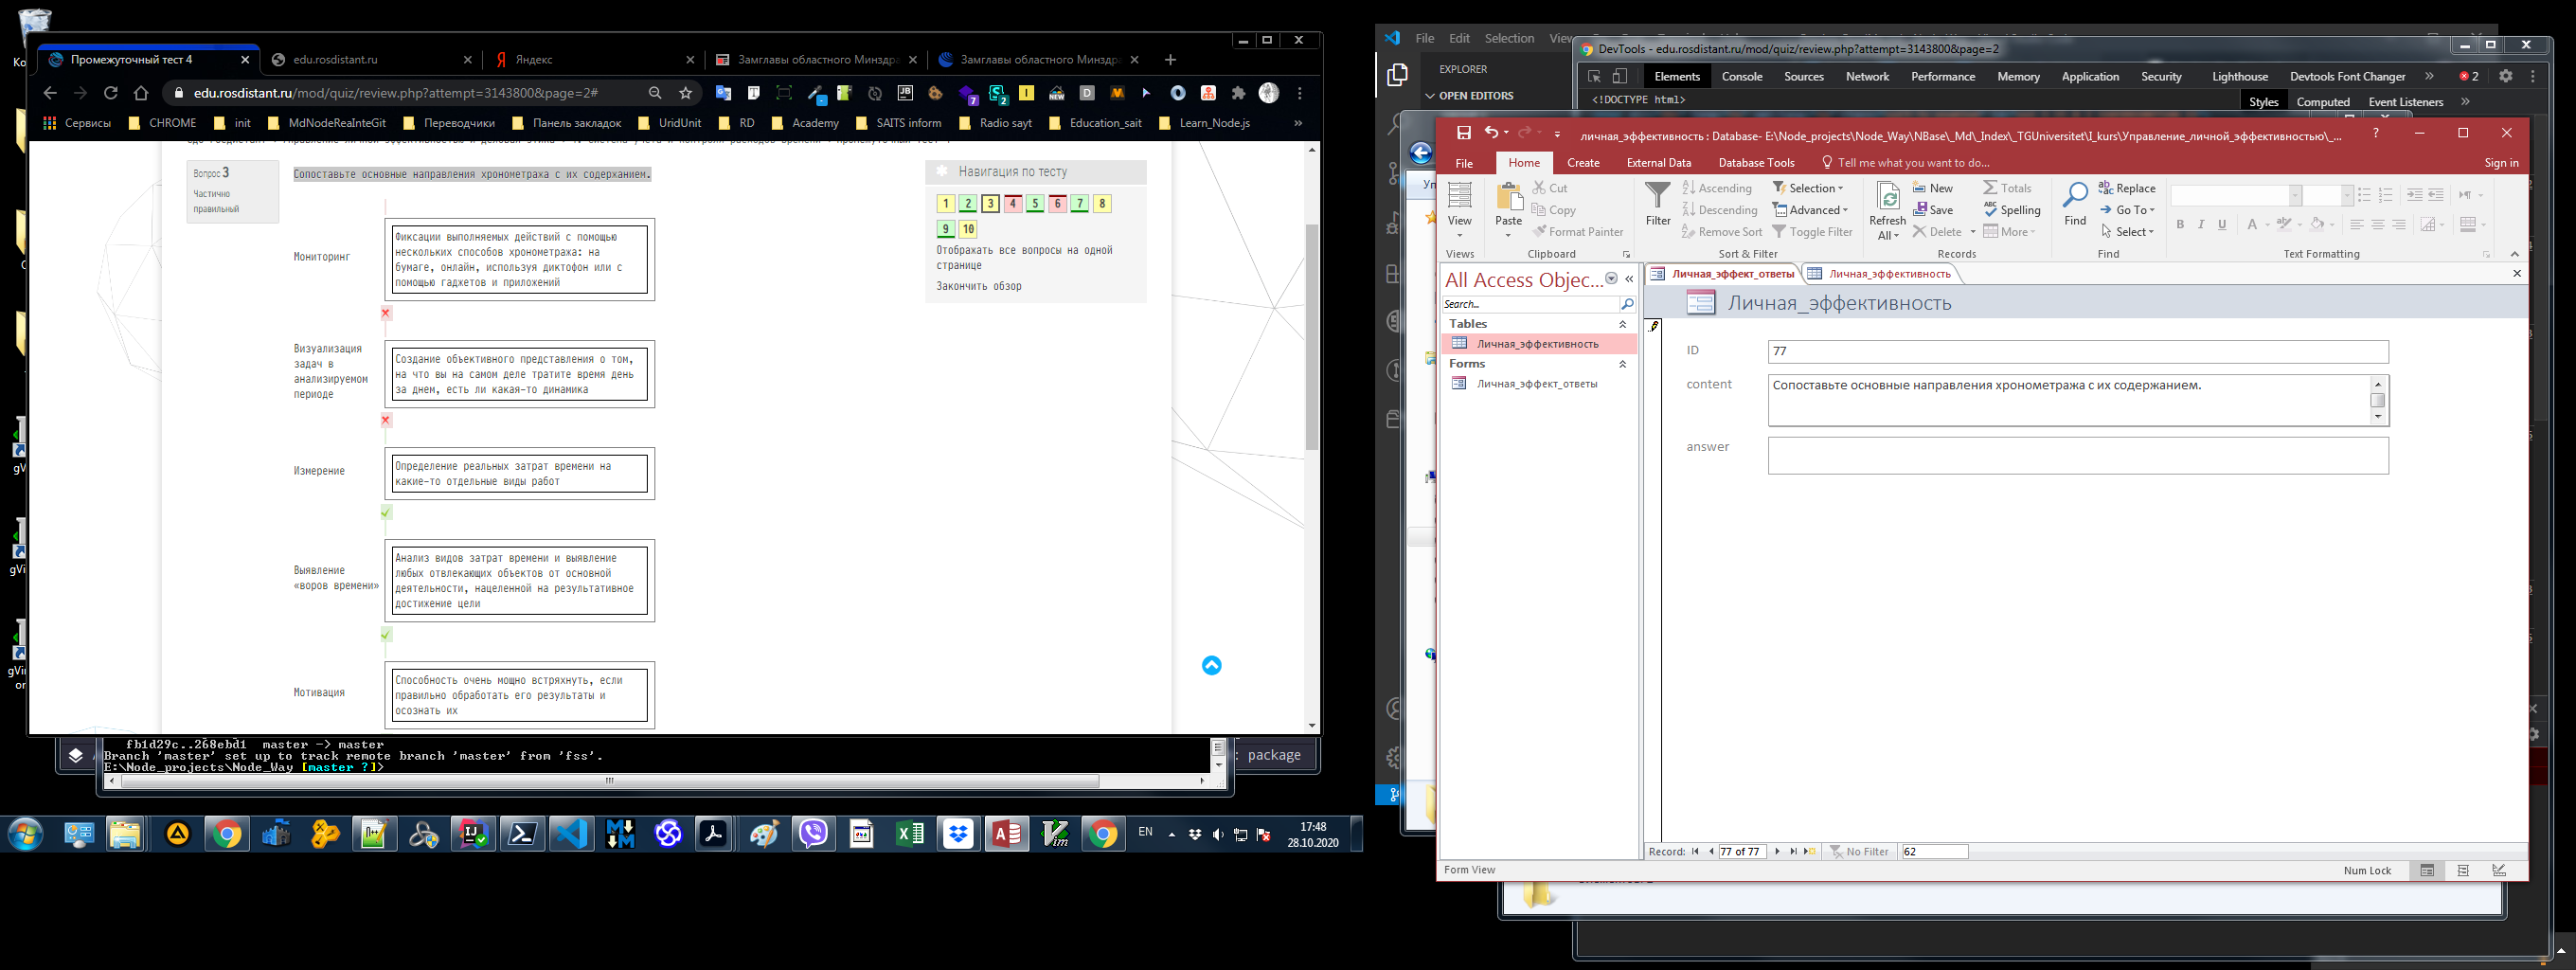 Промежуточный тест 4
edu.rosdistant.ru
Яндекс
Замглавы областного Минздра
Замглавы областного Минздра
edu.rosdistant.ru/mod/quiz/review.php?attempt=3143800&page=2#
Сервисы
CHROME
init
MdNodeReaInteGit
Переводчики
Панель закладок
UridUnit
RD
Academy
SAITS inform
Radio sayt
Education_sait
Learn_Node.js
Вопрос 3
Частично
правильный
Сопоставьте основные направления хронометража с их содержанием.
Мониторинг
Фиксации выполняемых действий с помощью
нескольких способов хронометража: на
бумаге, онлайн, используя диктофон или с
помощью гаджетов и приложений
Визуализация
задач в
анализируемом
периоде
Создание объективного представления о том,
на что вы на самом деле тратите время день
за днем, есть ли какая-то динамика
Измерение
Определение реальных затрат времени на
какие-то отдельные виды работ
Выявление
«воров времени»
Анализ видов затрат времени и выявление
любых отвлекающих объектов от основной
деятельности, нацеленной на результативное
достижение цели
Мотивация
Способность очень мощно встряхнуть, если
правильно обработать его результаты и
осознать их
Навигация по тесту
1 2 3 4 5 6 7 8
9 10
Отображать все вопросы на одной
странице
Закончить обзор
fb1d29c..268ebd1 master -> master
Branch 'master' set up to track remote branch 'master' from 'fss'.
E:\Node_projects\Node_Way [master ?]>
: package
EN
17:48
28.10.2020
File Edit Selection
EXPLORER
OPEN EDITORS
DevTools - edu.rosdistant.ru/mod/quiz/review.php?attempt=3143800&page=2
Elements Console Sources Network Performance Memory Application Security Lighthouse Devtools Font Changer
2
<!DOCTYPE html>
Styles Computed Event Listeners
личная_эффективность : Database- E:\Node_projects\Node_Way\NBase\_Md\_Index\_TGUniversitet\I_kurs\Управление_личной_эффективностью\_...
File Home Create External Data Database Tools Tell me what you want to do...
Sign in
View
Views
Paste
Cut
Copy
Format Painter
Clipboard
Filter
Ascending
Descending
Remove Sort
Selection
Advanced
Toggle Filter
Sort & Filter
Refresh
All
New
Save
Delete
Totals
Spelling
More
Records
Find
Replace
Go To
Select
Find
B I U
Text Formatting
All Access Objec...
Search...
Tables
Личная_эффективность
Forms
Личная_эффект_ответы
Личная_эффект_ответы
Личная_эффективность
Личная_эффективность
ID
77
content
Сопоставьте основные направления хронометража с их содержанием.
answer
Record: 77 of 77 No Filter 62
Form View
Num Lock